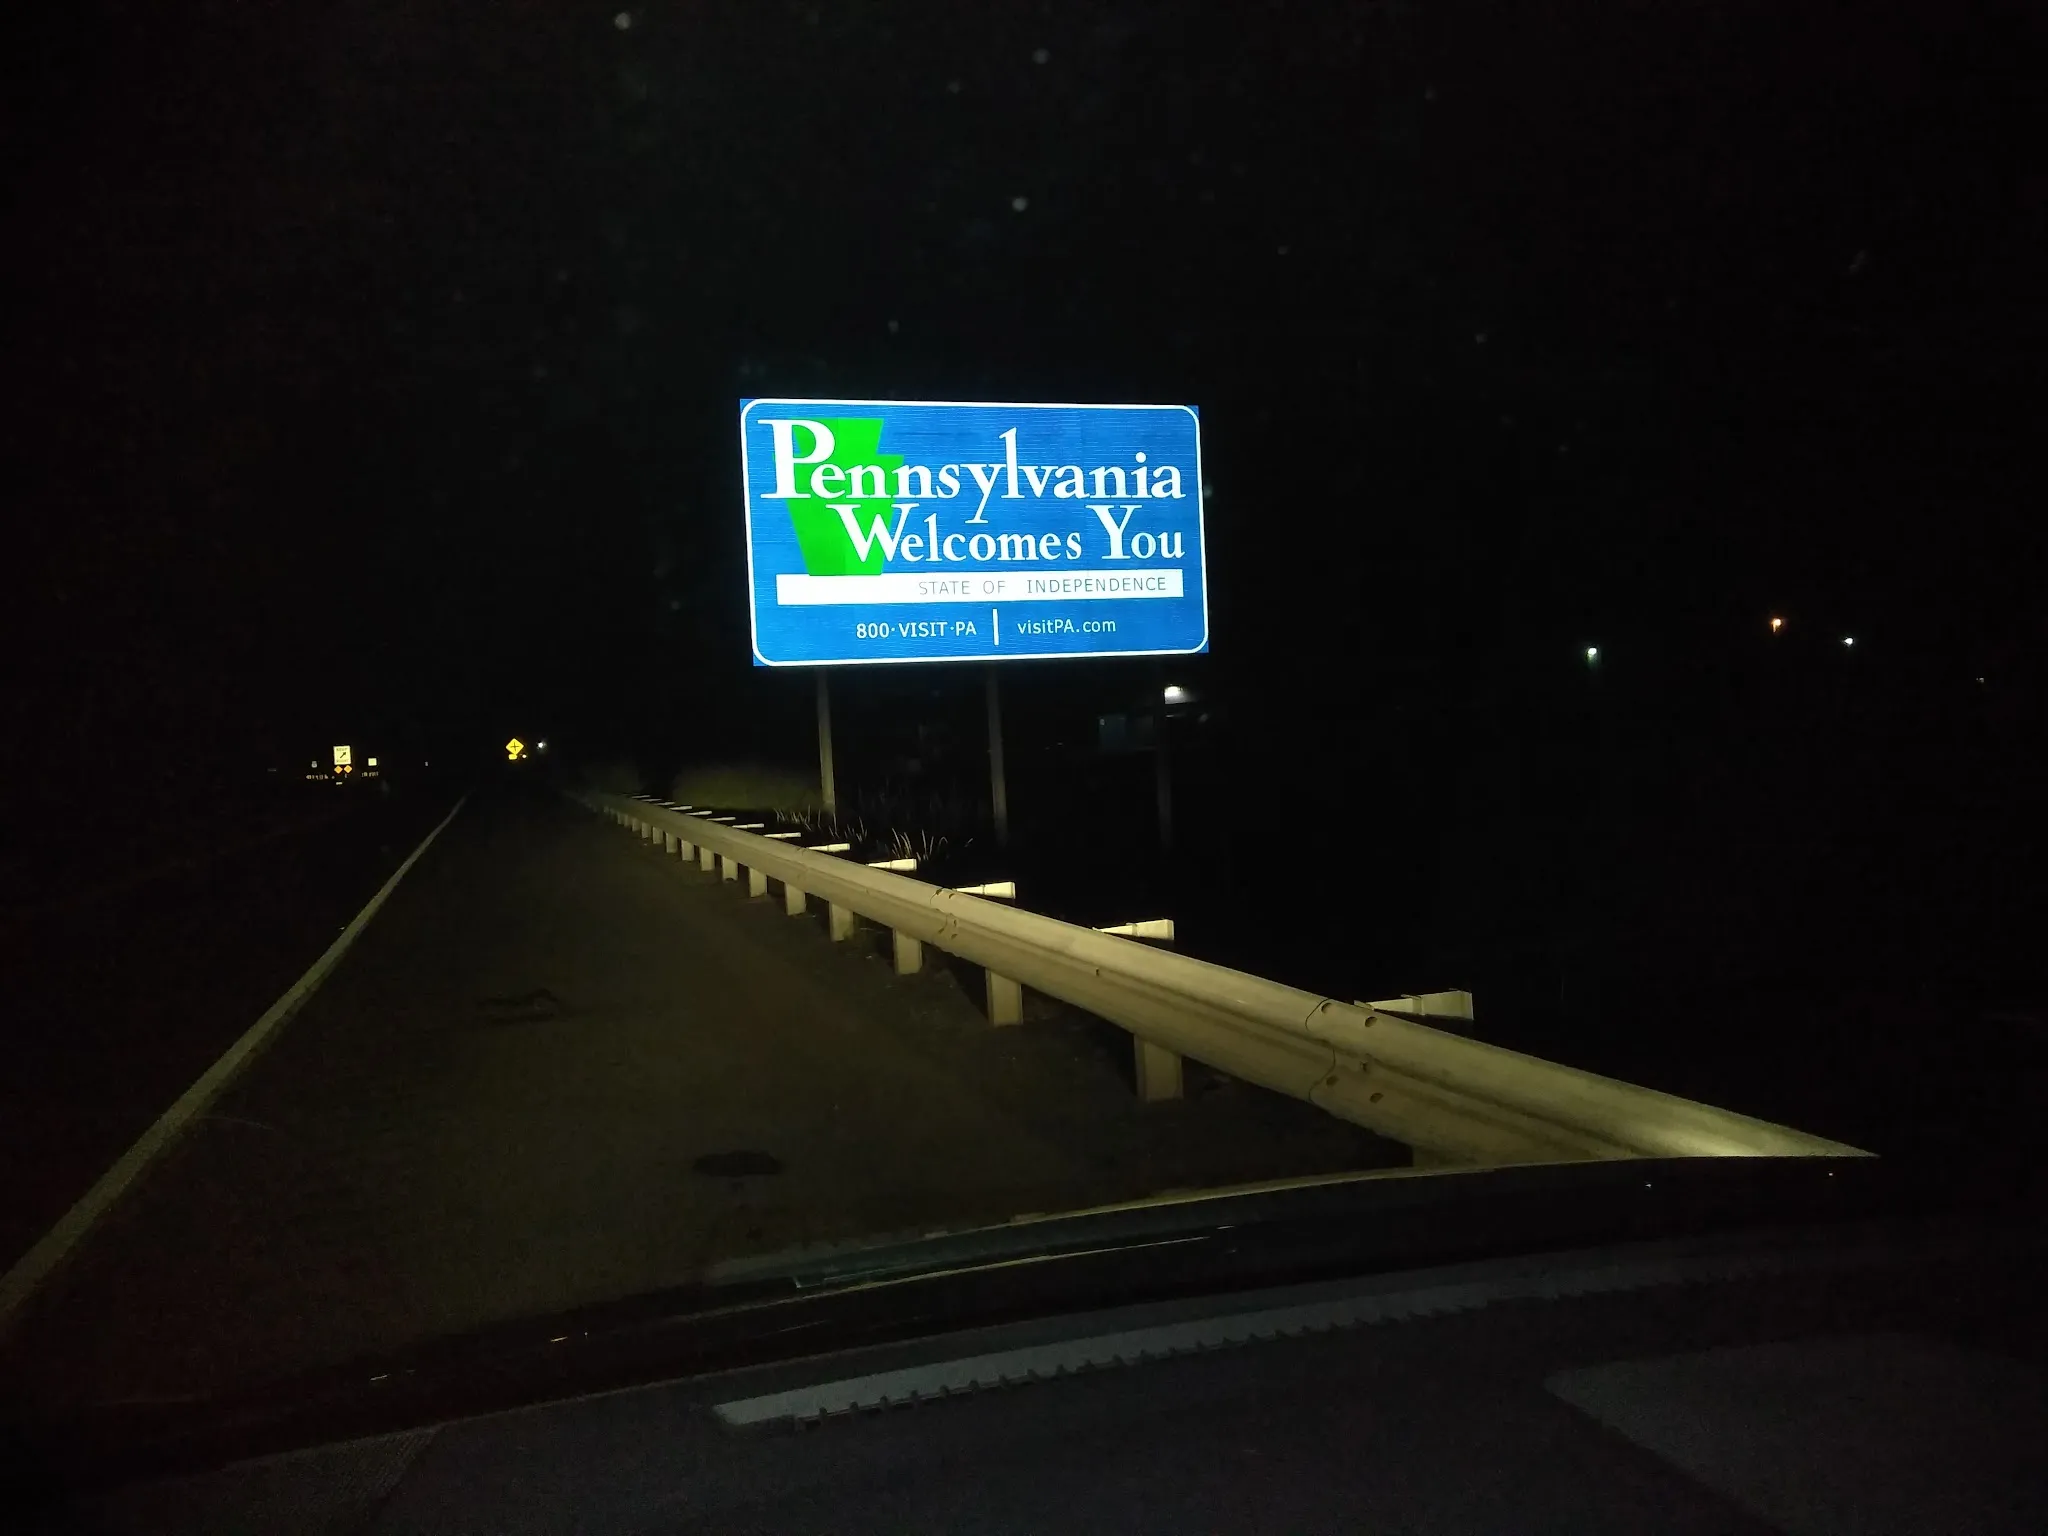 Pennsylvania
Welcomes You
STATE OF INDEPENDENCE
800·VISIT·PA | visitPA.com